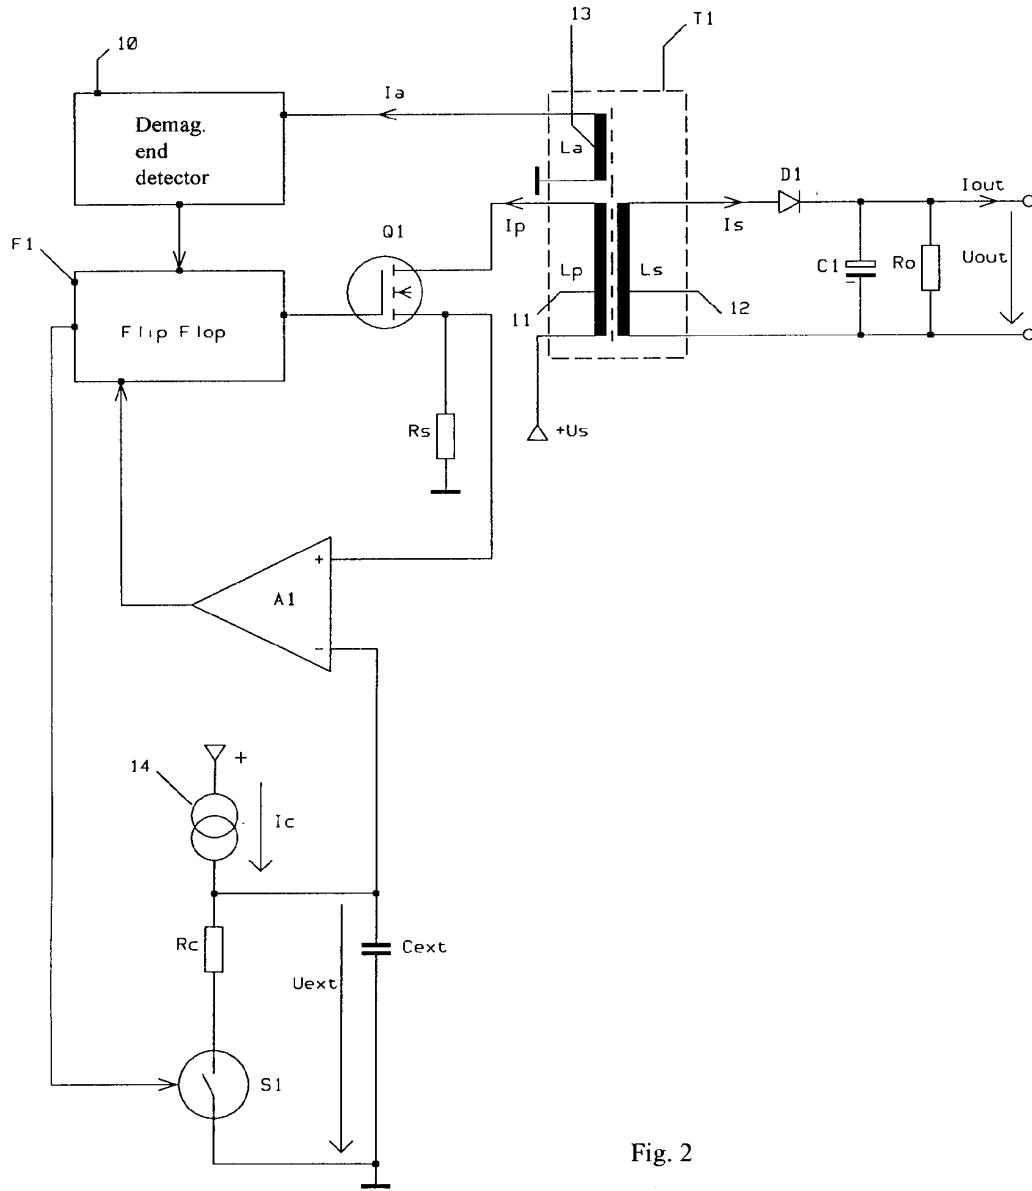 13
T1
10
Ia
Demag.
end
detector
La
D1
Iout
F1
Q1
Ip
Is
Flip Flop
Lp
Ls
C1
Ro
Uout
11
12
Rs
+Us
+
A1
−
14
+
Ic
Rc
Cext
Uext
S1
Fig. 2